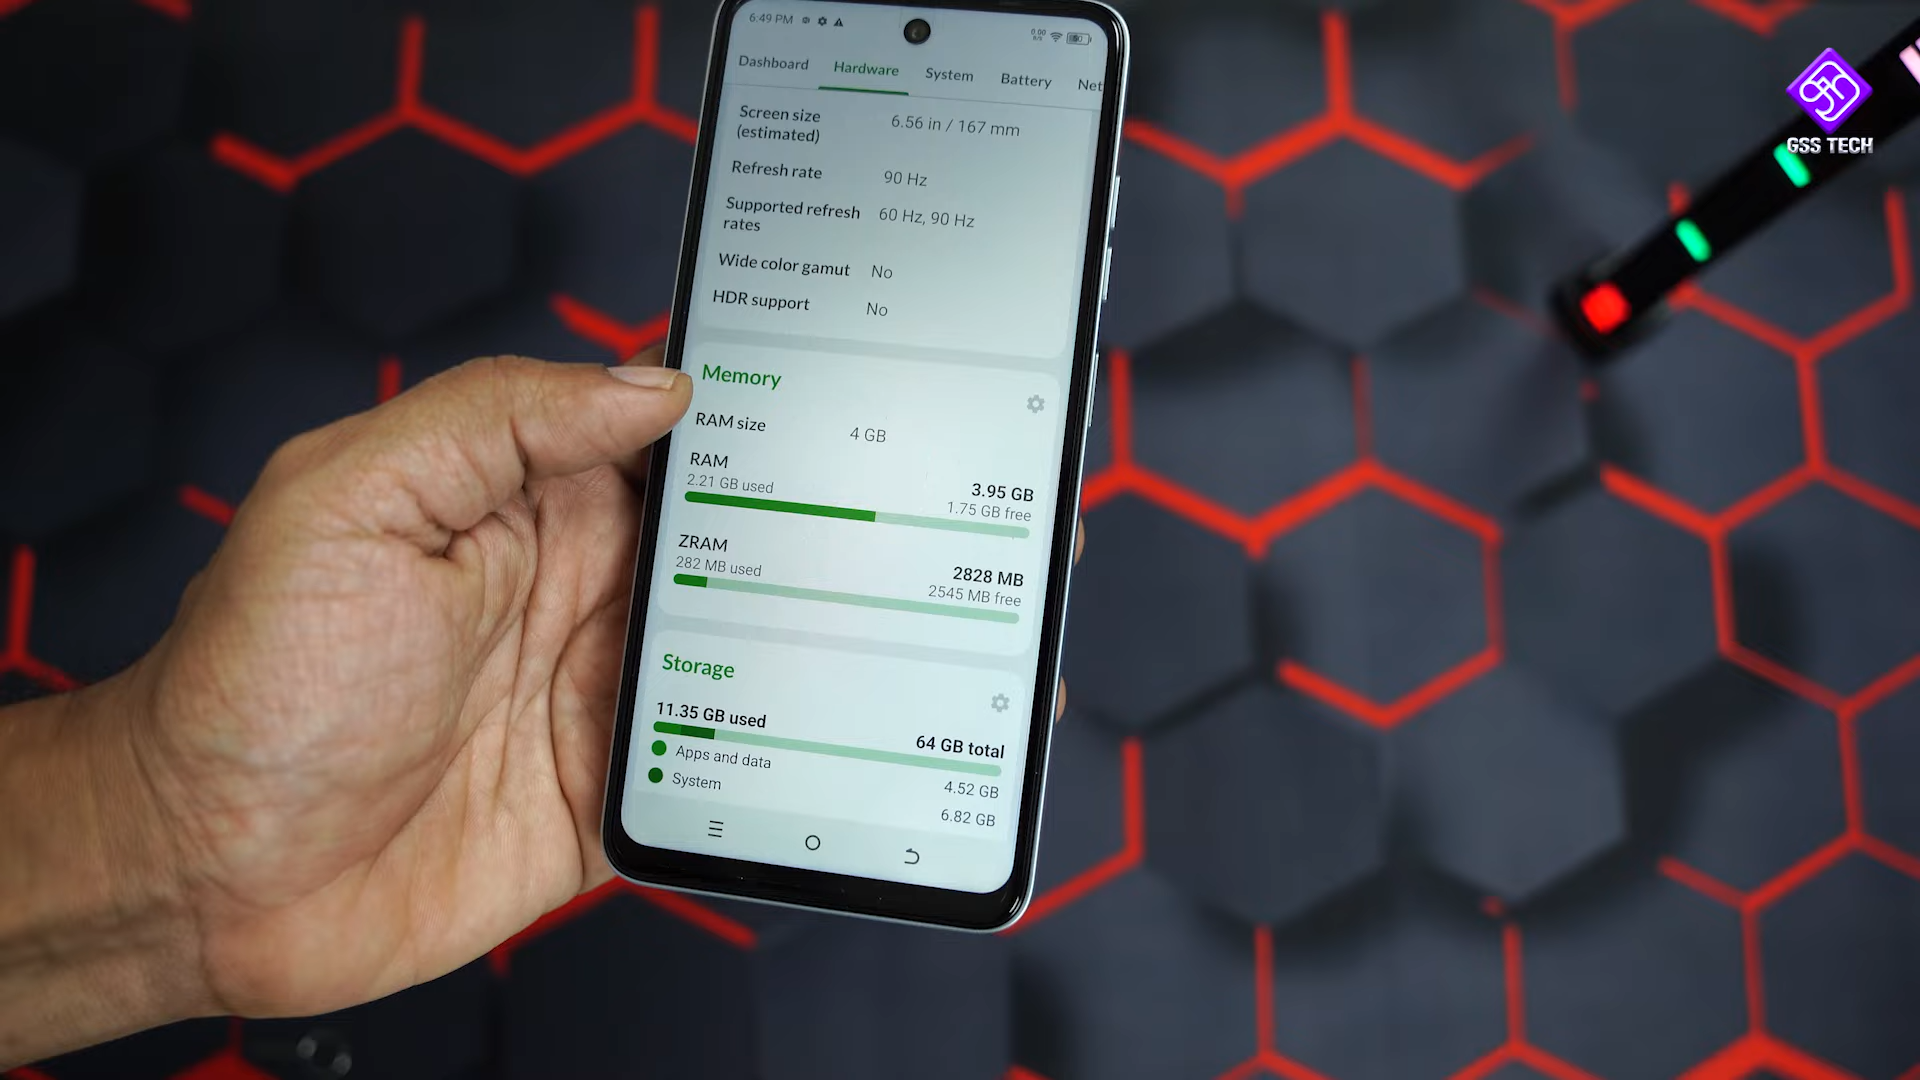 6:49 PM
0.00
Dashboard Hardware System Battery Net
Screen size
(estimated)
6.56 in / 167 mm
Refresh rate
90 Hz
Supported refresh
rates
60 Hz, 90 Hz
Wide color gamut
No
HDR support
No
Memory
RAM size
4 GB
RAM
2.21 GB used
3.95 GB
1.75 GB free
ZRAM
282 MB used
2828 MB
2545 MB free
Storage
11.35 GB used
64 GB total
Apps and data
4.52 GB
System
6.82 GB
GSS TECH